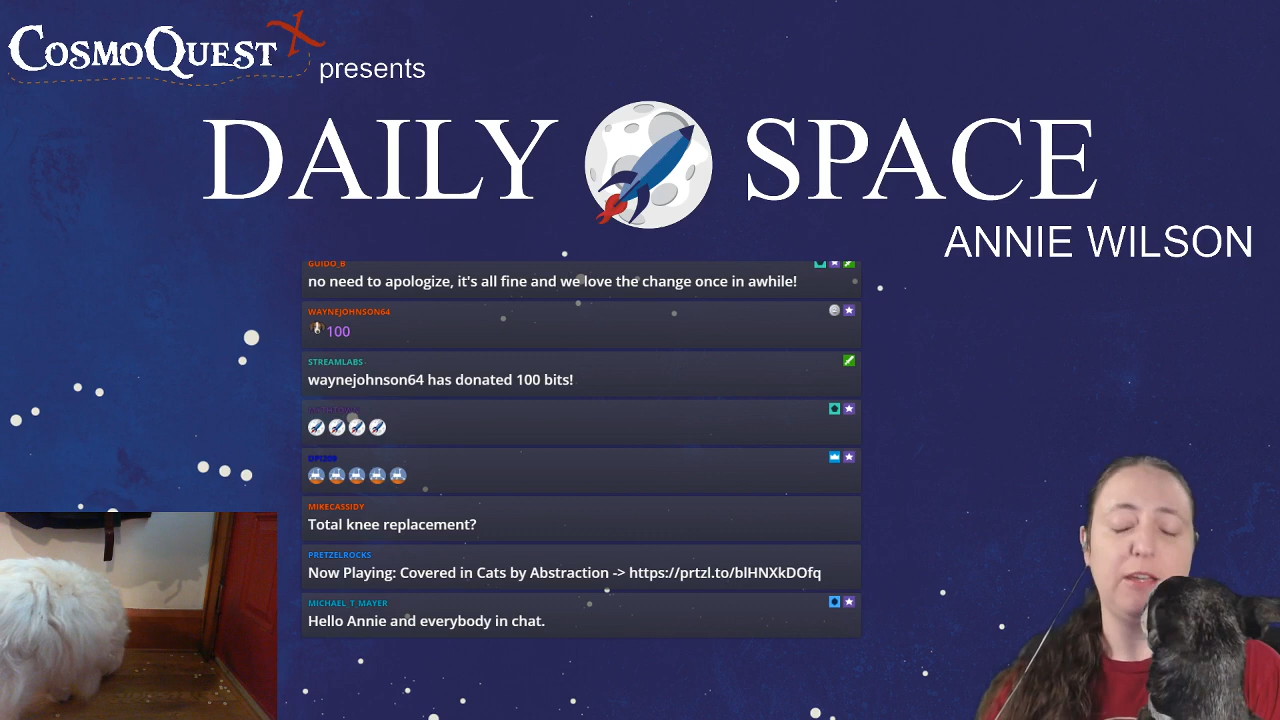 COSMOQUEST X
presents
DAILY SPACE
ANNIE WILSON
GUIDO_B
no need to apologize, it's all fine and we love the change once in awhile!
WAYNEJOHNSON64
100
STREAMLABS
waynejohnson64 has donated 100 bits!
MIKECASSIDY
Total knee replacement?
PRETZELROCKS
Now Playing: Covered in Cats by Abstraction -> https://prtzl.to/blHNXkDOfq
MICHAEL_T_MAYER
Hello Annie and everybody in chat.